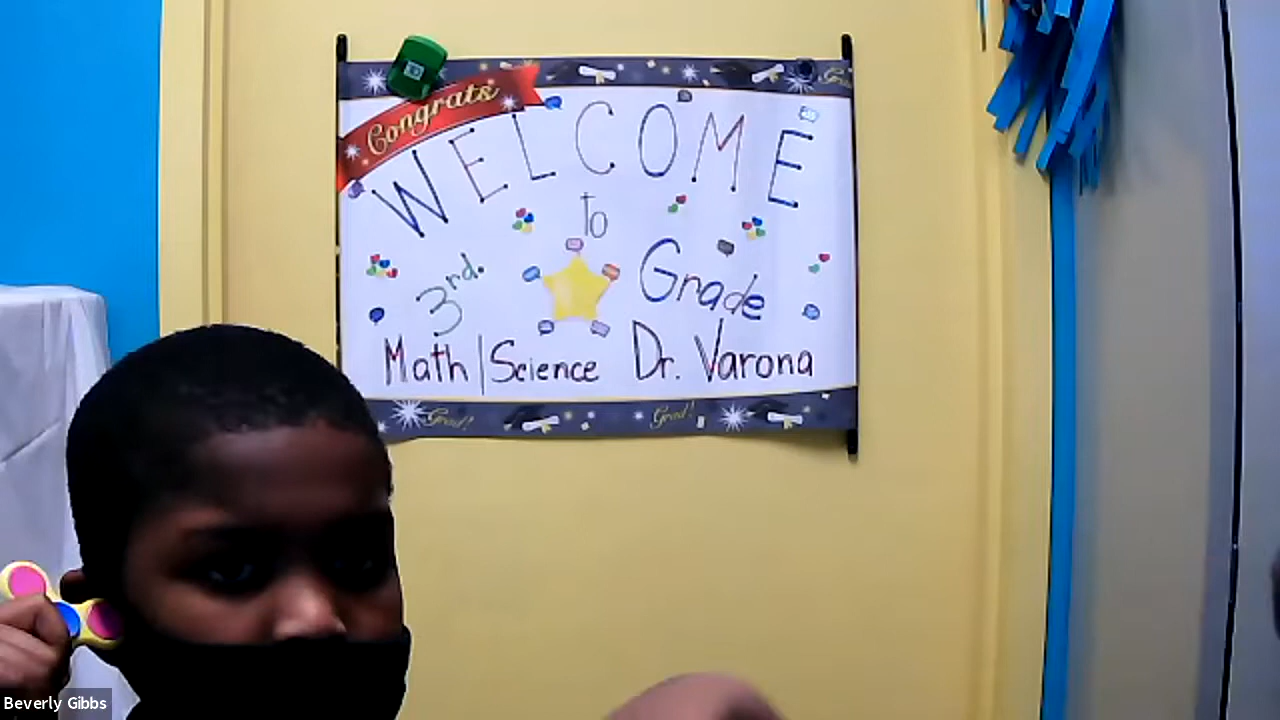 Congrats
WELCOME
to
3rd. Grade
Math | Science Dr. Varona
Grad! Grad!
Beverly Gibbs